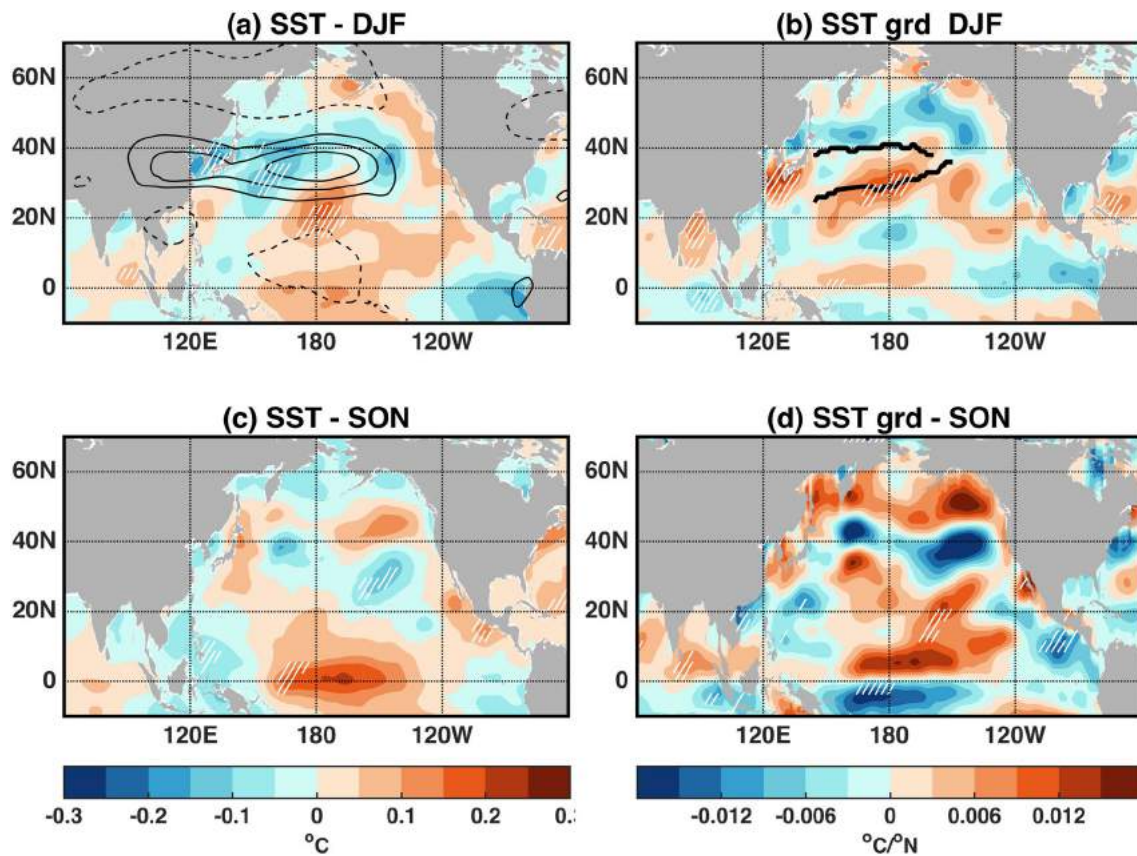 (a) SST - DJF
(b) SST grd DJF
60N
40N
20N
0
120E 180 120W
60N
40N
20N
0
120E 180 120W
(c) SST - SON
(d) SST grd - SON
60N
40N
20N
0
120E 180 120W
60N
40N
20N
0
120E 180 120W
-0.3 -0.2 -0.1 0 0.1 0.2
°C
-0.012 -0.006 0 0.006 0.012
°C/°N